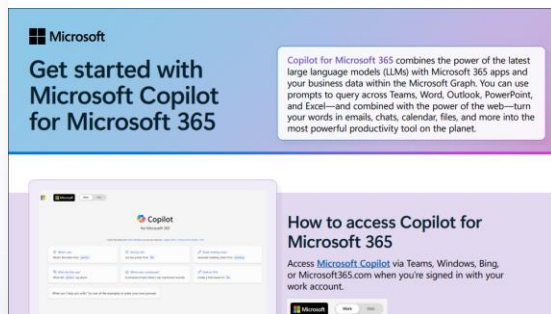 Microsoft
Get started with
Microsoft Copilot
for Microsoft 365
Copilot for Microsoft 365 combines the power of the latest
large language models (LLMs) with Microsoft 365 apps and
your business data within the Microsoft Graph. You can use
prompts to query across Teams, Word, Outlook, PowerPoint,
and Excel—and combined with the power of the web—turn
your words in emails, chats, calendar, files, and more into the
most powerful productivity tool on the planet.
Microsoft
Copilot
for Microsoft 365
How to access Copilot for
Microsoft 365
Access Microsoft Copilot via Teams, Windows, Bing,
or Microsoft365.com when you're signed in with your
work account.
Microsoft Work Web